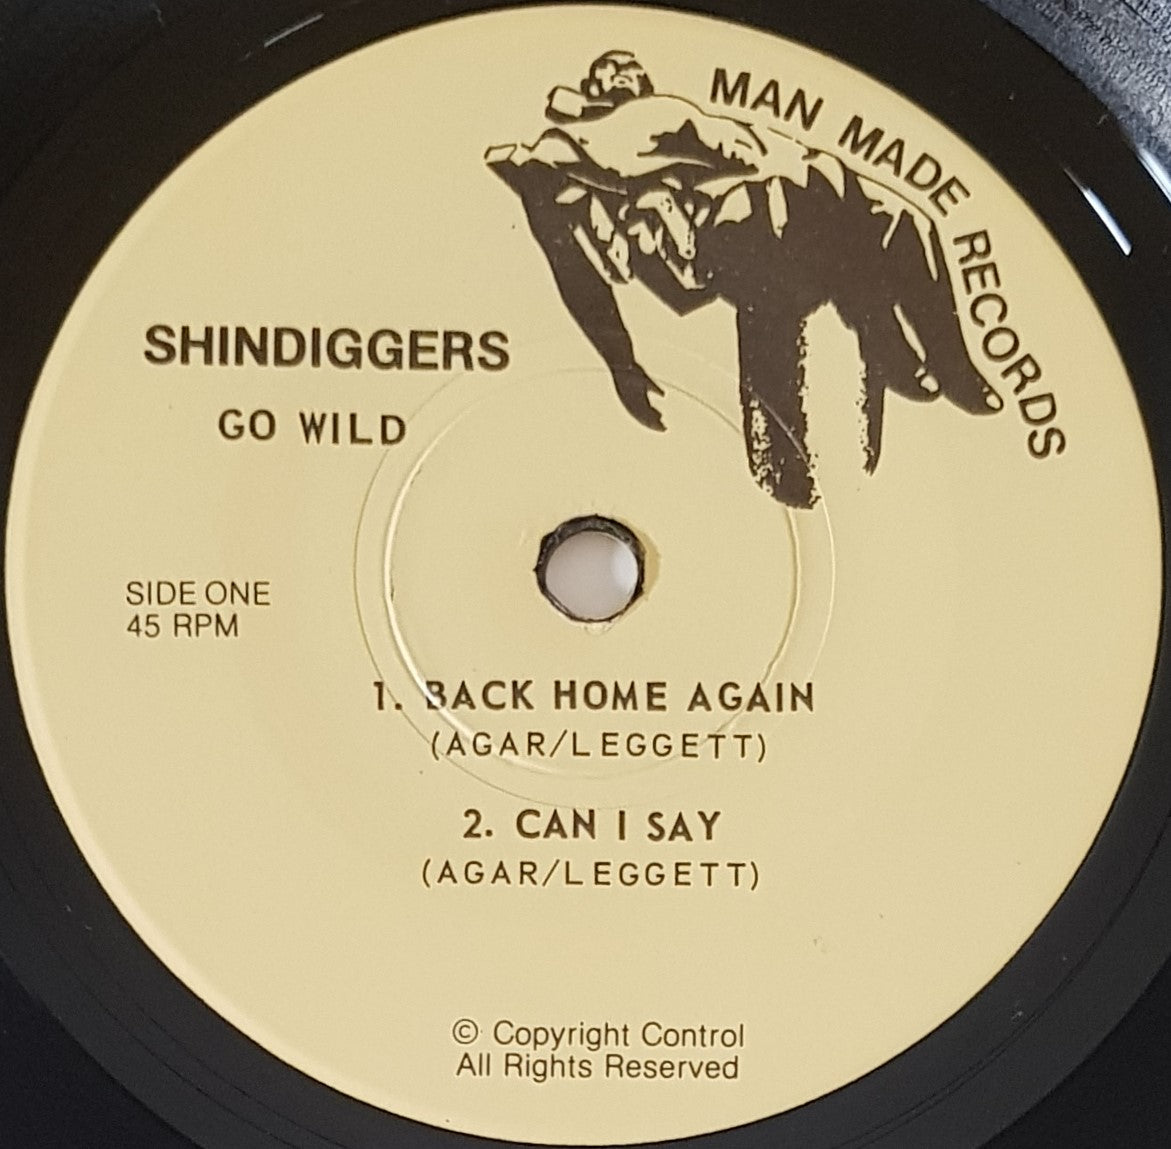 MAN MADE RECORDS
SHINDIGGERS
GO WILD
SIDE ONE
45 RPM
1. BACK HOME AGAIN
(AGAR/LEGGETT)
2. CAN I SAY
(AGAR/LEGGETT)
© Copyright Control
All Rights Reserved